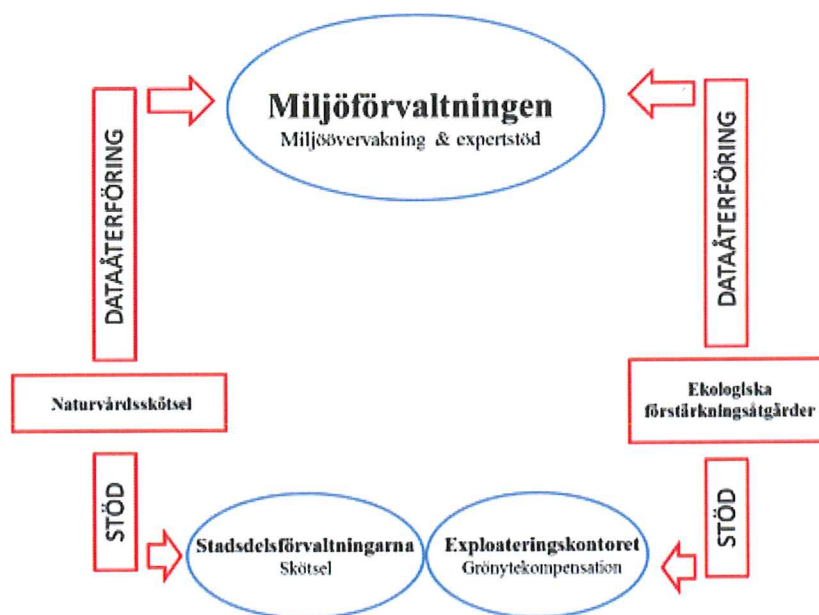 Miljöförvaltningen
Miljöövervakning & expertstöd
DATAÅTERFÖRING
DATAÅTERFÖRING
Naturvårdsskötsel
Ekologiska
förstärkningsåtgärder
STÖD
STÖD
Stadsdelsförvaltningarna
Skötsel
Exploateringskontoret
Grönytekompensation